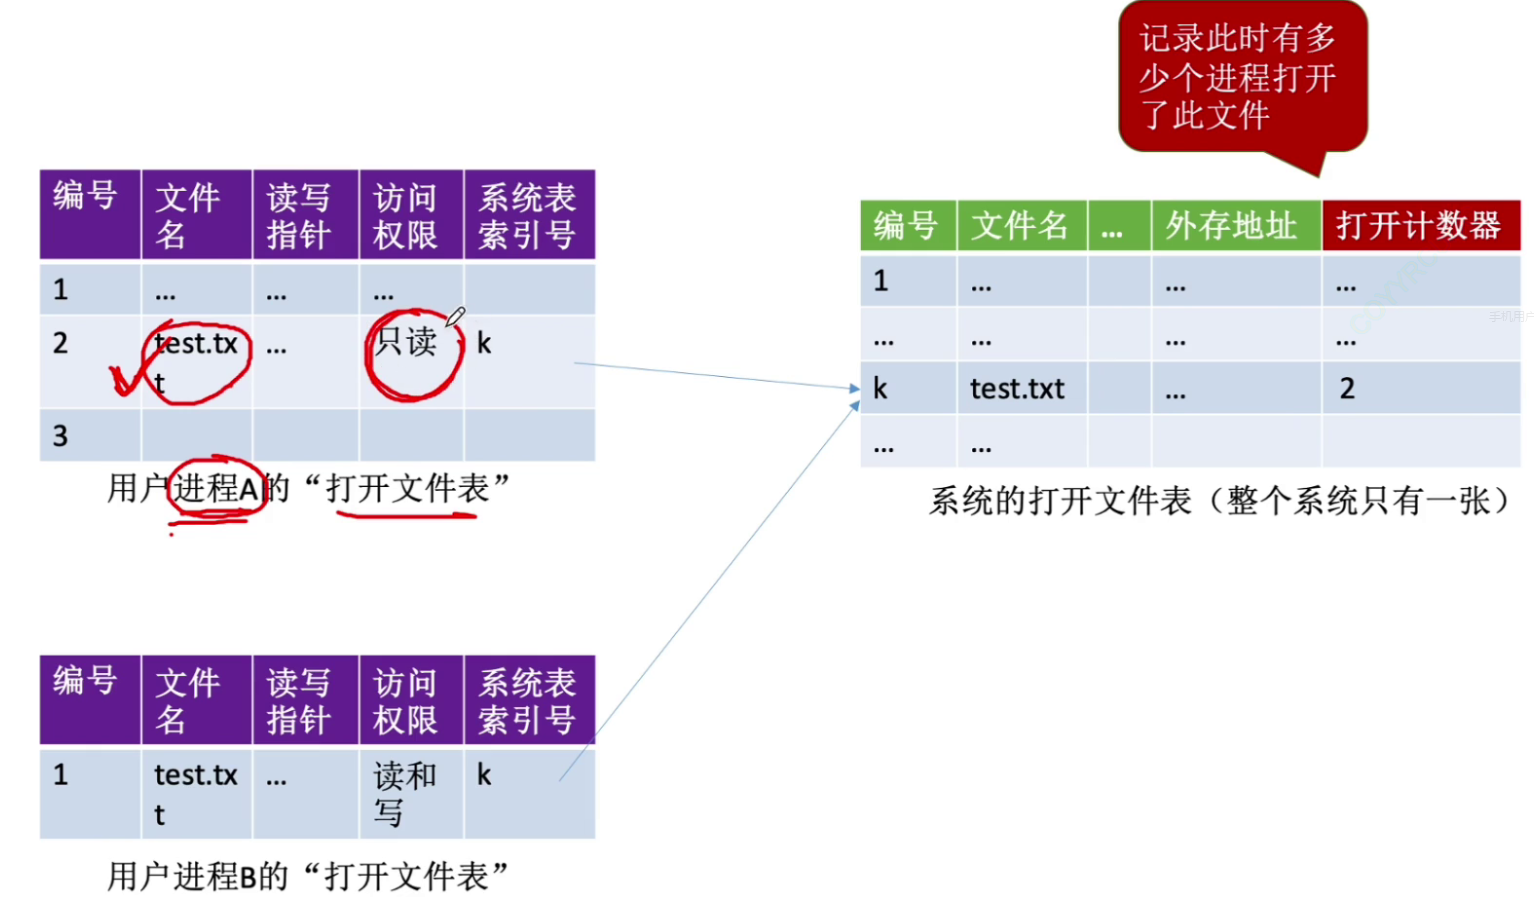 记录此时有多
少个进程打开
了此文件
编号 文件名 读写指针 访问权限 系统表索引号
1 ... ... ...
2 test.txt ... 只读 k
3
用户进程A的“打开文件表”
编号 文件名 ... 外存地址 打开计数器
1 ... ... ...
... ... ... ...
k test.txt ... 2
... ...
系统的打开文件表（整个系统只有一张）
编号 文件名 读写指针 访问权限 系统表索引号
1 test.txt ... 读和写 k
用户进程B的“打开文件表”